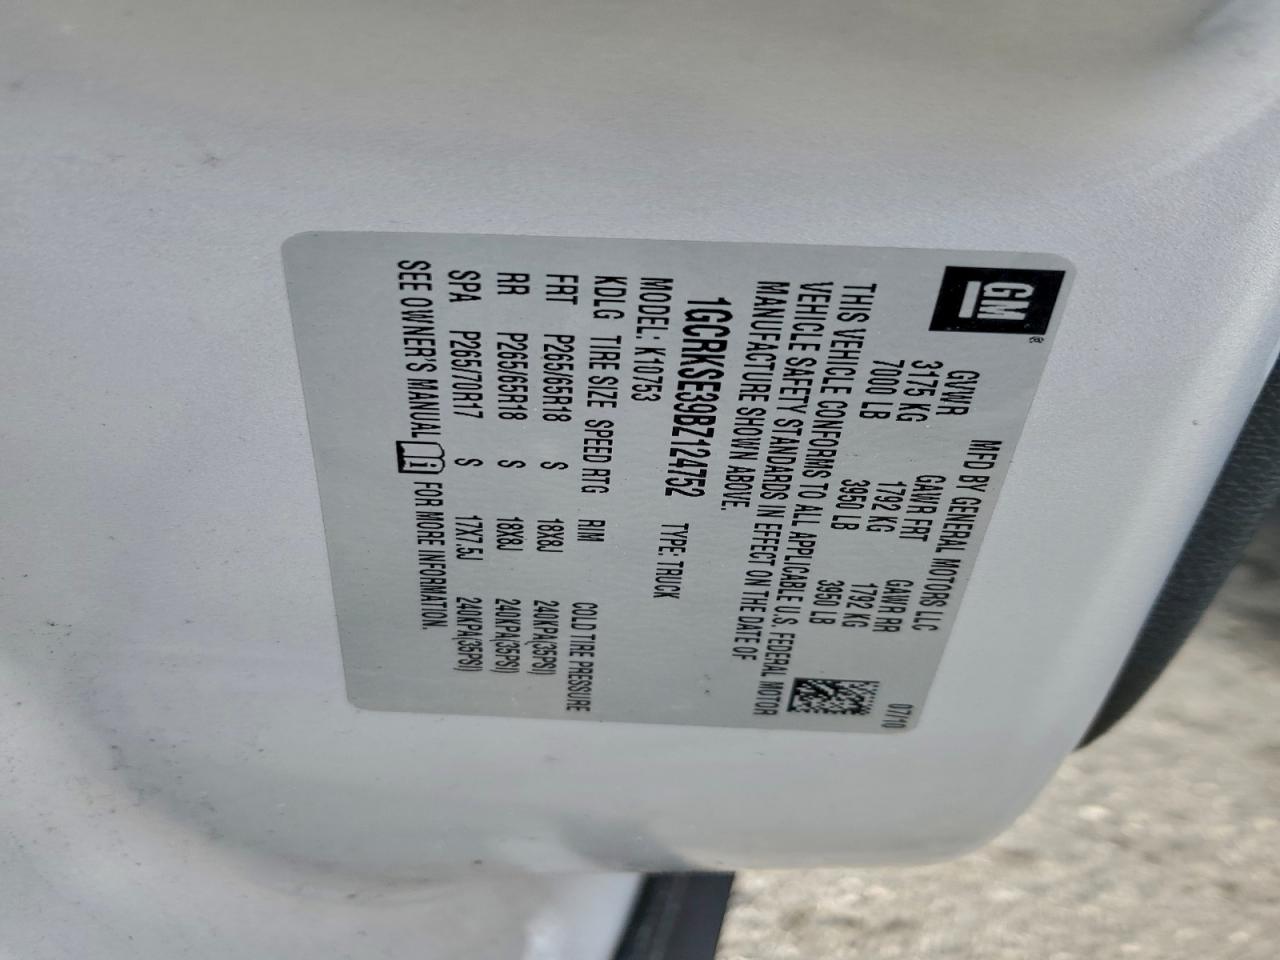 GM®
MFD BY GENERAL MOTORS LLC 07/10
GVWR GAWR FRT GAWR RR
3175 KG 1792 KG 1792 KG
7000 LB 3950 LB 3950 LB
THIS VEHICLE CONFORMS TO ALL APPLICABLE U.S. FEDERAL MOTOR
VEHICLE SAFETY STANDARDS IN EFFECT ON THE DATE OF
MANUFACTURE SHOWN ABOVE.
1GCRKSE39BZ124752 TYPE: TRUCK
MODEL: K10753
KDLG TIRE SIZE SPEED RTG RIM COLD TIRE PRESSURE
FRT P265/65R18 S 18X8J 240KPA(35PSI)
RR P265/65R18 S 18X8J 240KPA(35PSI)
SPA P265/70R17 S 17X7.5J 240KPA(35PSI)
SEE OWNER'S MANUAL i FOR MORE INFORMATION.